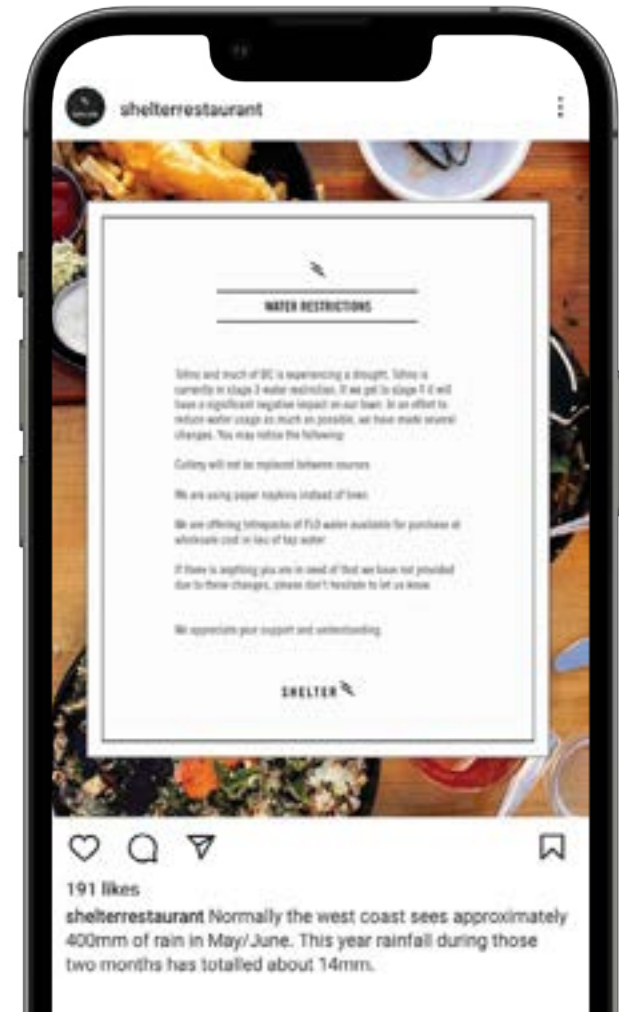 shelterrestaurant
WATER RESTRICTIONS
Tofino and much of BC is experiencing a drought. Tofino is
currently in stage 3 water restriction. If we get to stage 4 it will
have a significant negative impact on our town. In an effort to
reduce water usage as much as possible, we have made several
changes. You may notice the following:
Cutlery will not be replaced between courses
We are using paper napkins instead of linen
We are offering tetrapacks of FLO water available for purchase at
wholesale cost in lieu of tap water
If there is anything you are in need of that we have not provided
due to these changes, please don't hesitate to let us know.
We appreciate your support and understanding.
SHELTER
191 likes
shelterrestaurant Normally the west coast sees approximately
400mm of rain in May/June. This year rainfall during those
two months has totalled about 14mm.